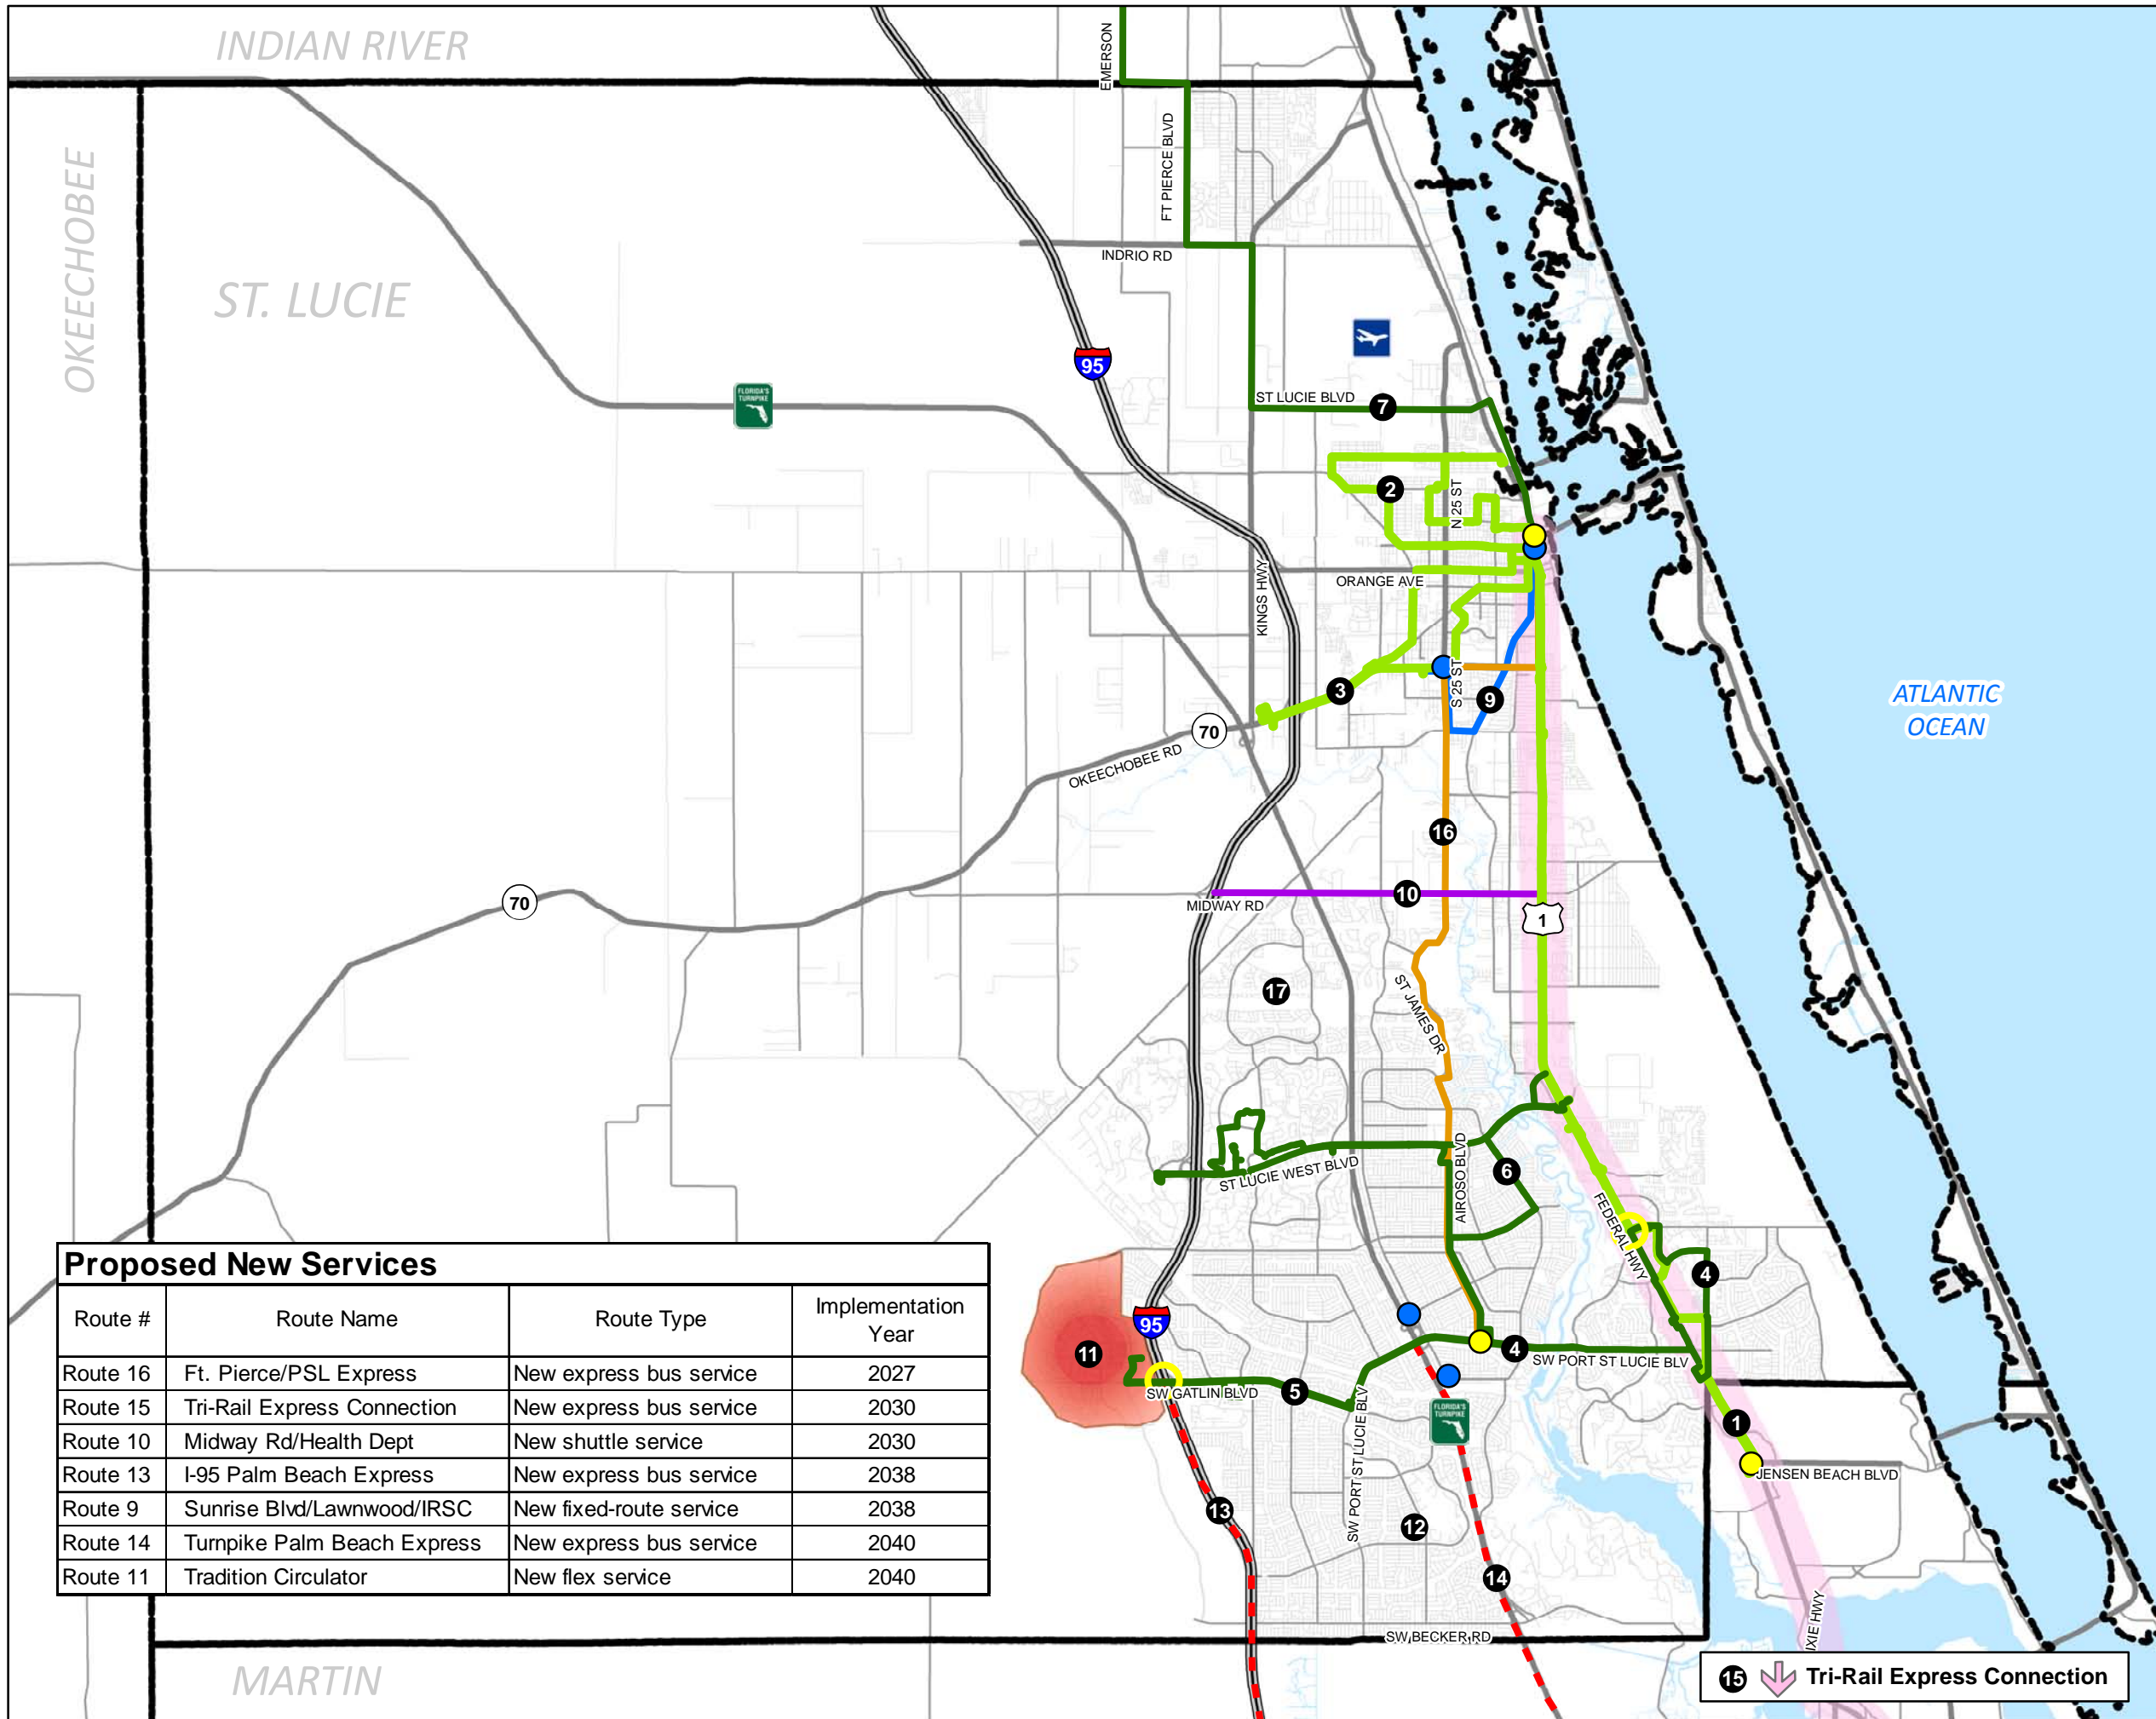 INDIAN RIVER
OKEECHOBEE
ST. LUCIE
EMERSON
FT PIERCE BLVD
INDRIO RD
95
FLORIDA'S
TURNPIKE
ST LUCIE BLVD
7
2
N 25 ST
KINGS HWY
ORANGE AVE
S 25 ST
3
9
70
OKEECHOBEE RD
ATLANTIC
OCEAN
16
70
10
MIDWAY RD
1
17
ST JAMES DR
ST LUCIE WEST BLVD
AIROSO BLVD
6
FEDERAL HWY
4
11
95
SW GATLIN BLVD
5
4
SW PORT ST LUCIE BLV
SW PORT ST LUCIE BLV
FLORIDA'S
TURNPIKE
1
JENSEN BEACH BLVD
13
12
14
SW BECKER RD
IXIE HWY
MARTIN
Proposed New Services
Route # Route Name Route Type Implementation
Year
Route 16 Ft. Pierce/PSL Express New express bus service 2027
Route 15 Tri-Rail Express Connection New express bus service 2030
Route 10 Midway Rd/Health Dept New shuttle service 2030
Route 13 I-95 Palm Beach Express New express bus service 2038
Route 9 Sunrise Blvd/Lawnwood/IRSC New fixed-route service 2038
Route 14 Turnpike Palm Beach Express New express bus service 2040
Route 11 Tradition Circulator New flex service 2040
15 Tri-Rail Express Connection